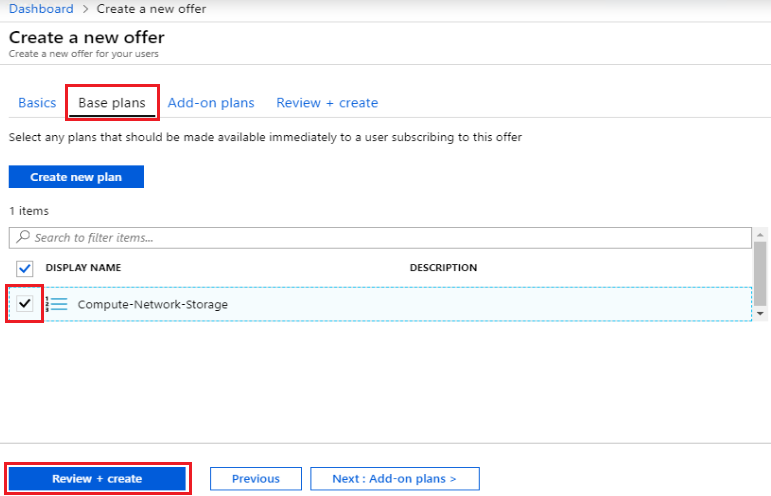 Dashboard > Create a new offer
Create a new offer
Create a new offer for your users
Basics Base plans Add-on plans Review + create
Select any plans that should be made available immediately to a user subscribing to this offer
Create new plan
1 items
Search to filter items...
DISPLAY NAME DESCRIPTION
Compute-Network-Storage
Review + create Previous Next : Add-on plans >